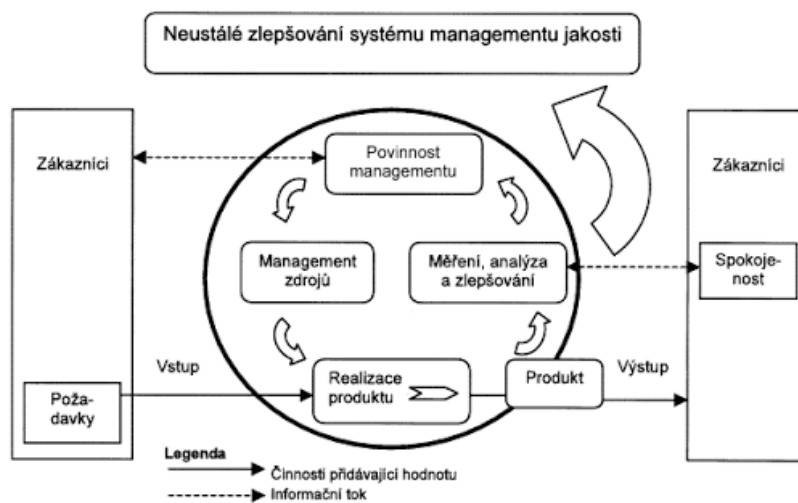 Neustálé zlepšování systému managementu jakosti
Zákazníci
Povinnost
managementu
Zákazníci
Management
zdrojů
Měření, analýza
a zlepšování
Spokoje-
nost
Vstup
Realizace
produktu
Produkt
Výstup
Poža-
davky
Legenda
Činnosti přidávající hodnotu
Informační tok